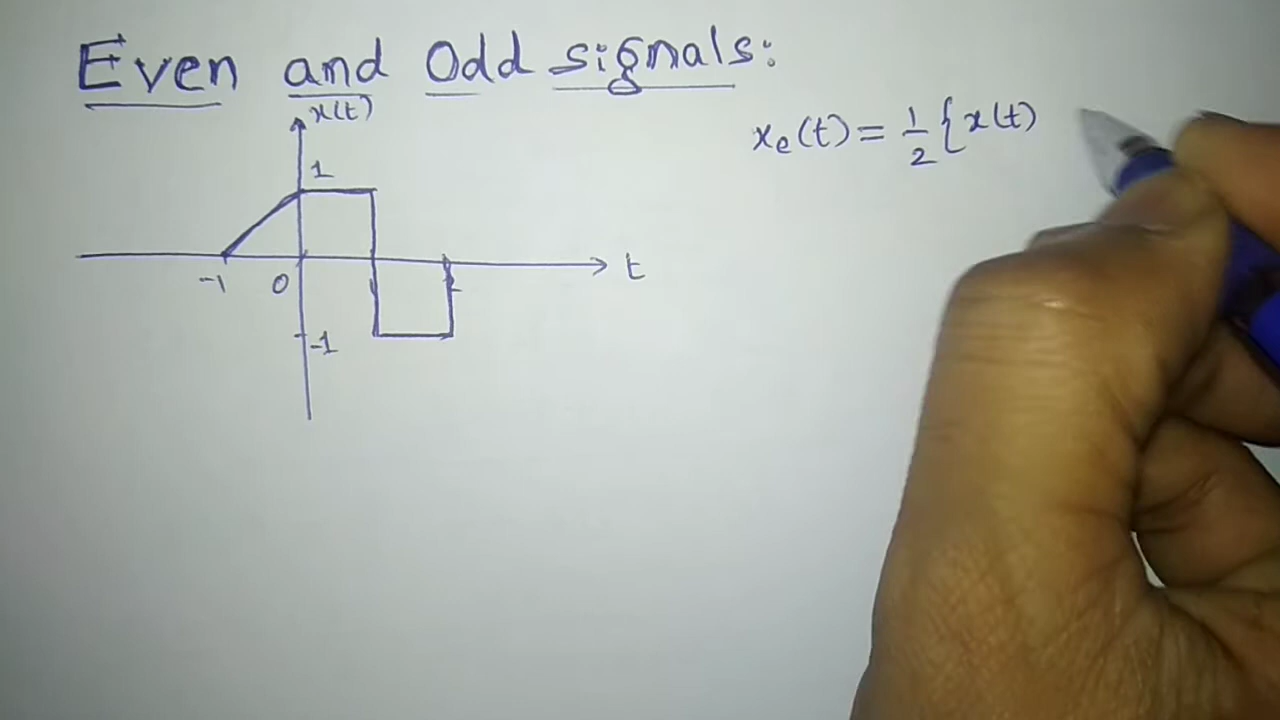 Even and Odd signals:
x(t)
xₑ(t) = 1/2 {x(t)
1
t
-1 0
-1